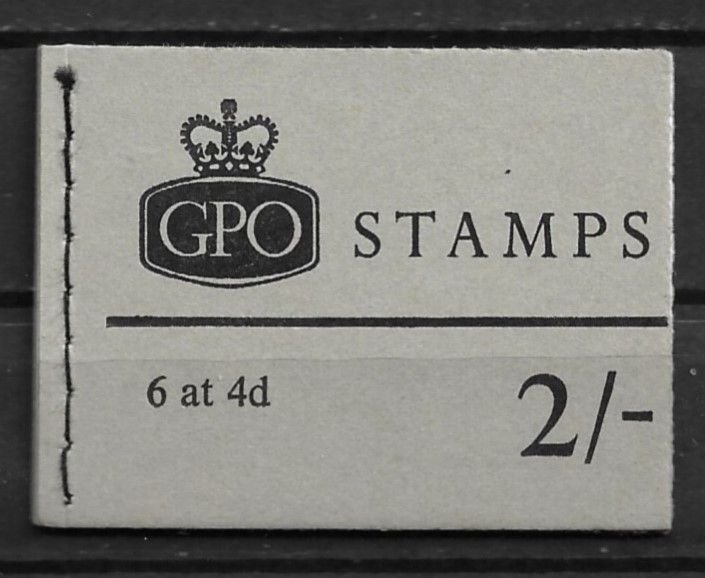 GPO STAMPS
6 at 4d 2/-